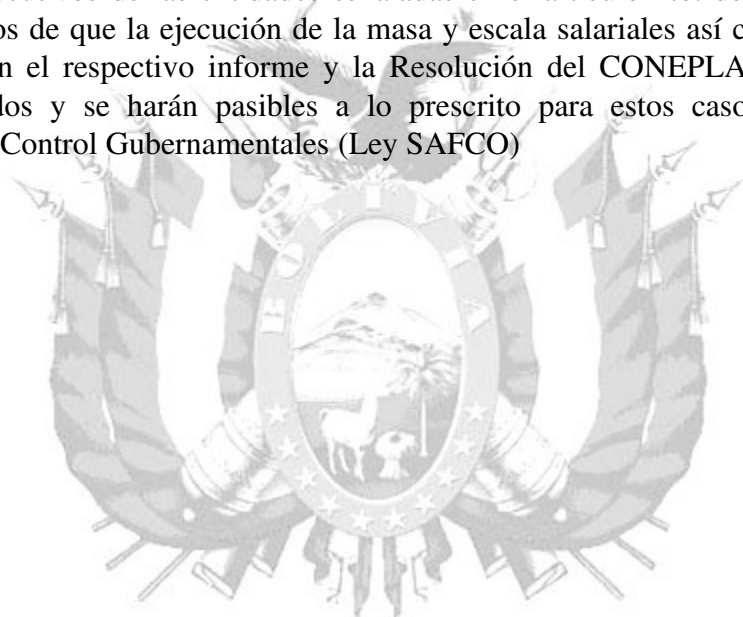 os de que la ejecución de la masa y escala salariales así c
n el respectivo informe y la Resolución del CONEPLA
los y se harán pasibles a lo prescrito para estos caso
Control Gubernamentales (Ley SAFCO)